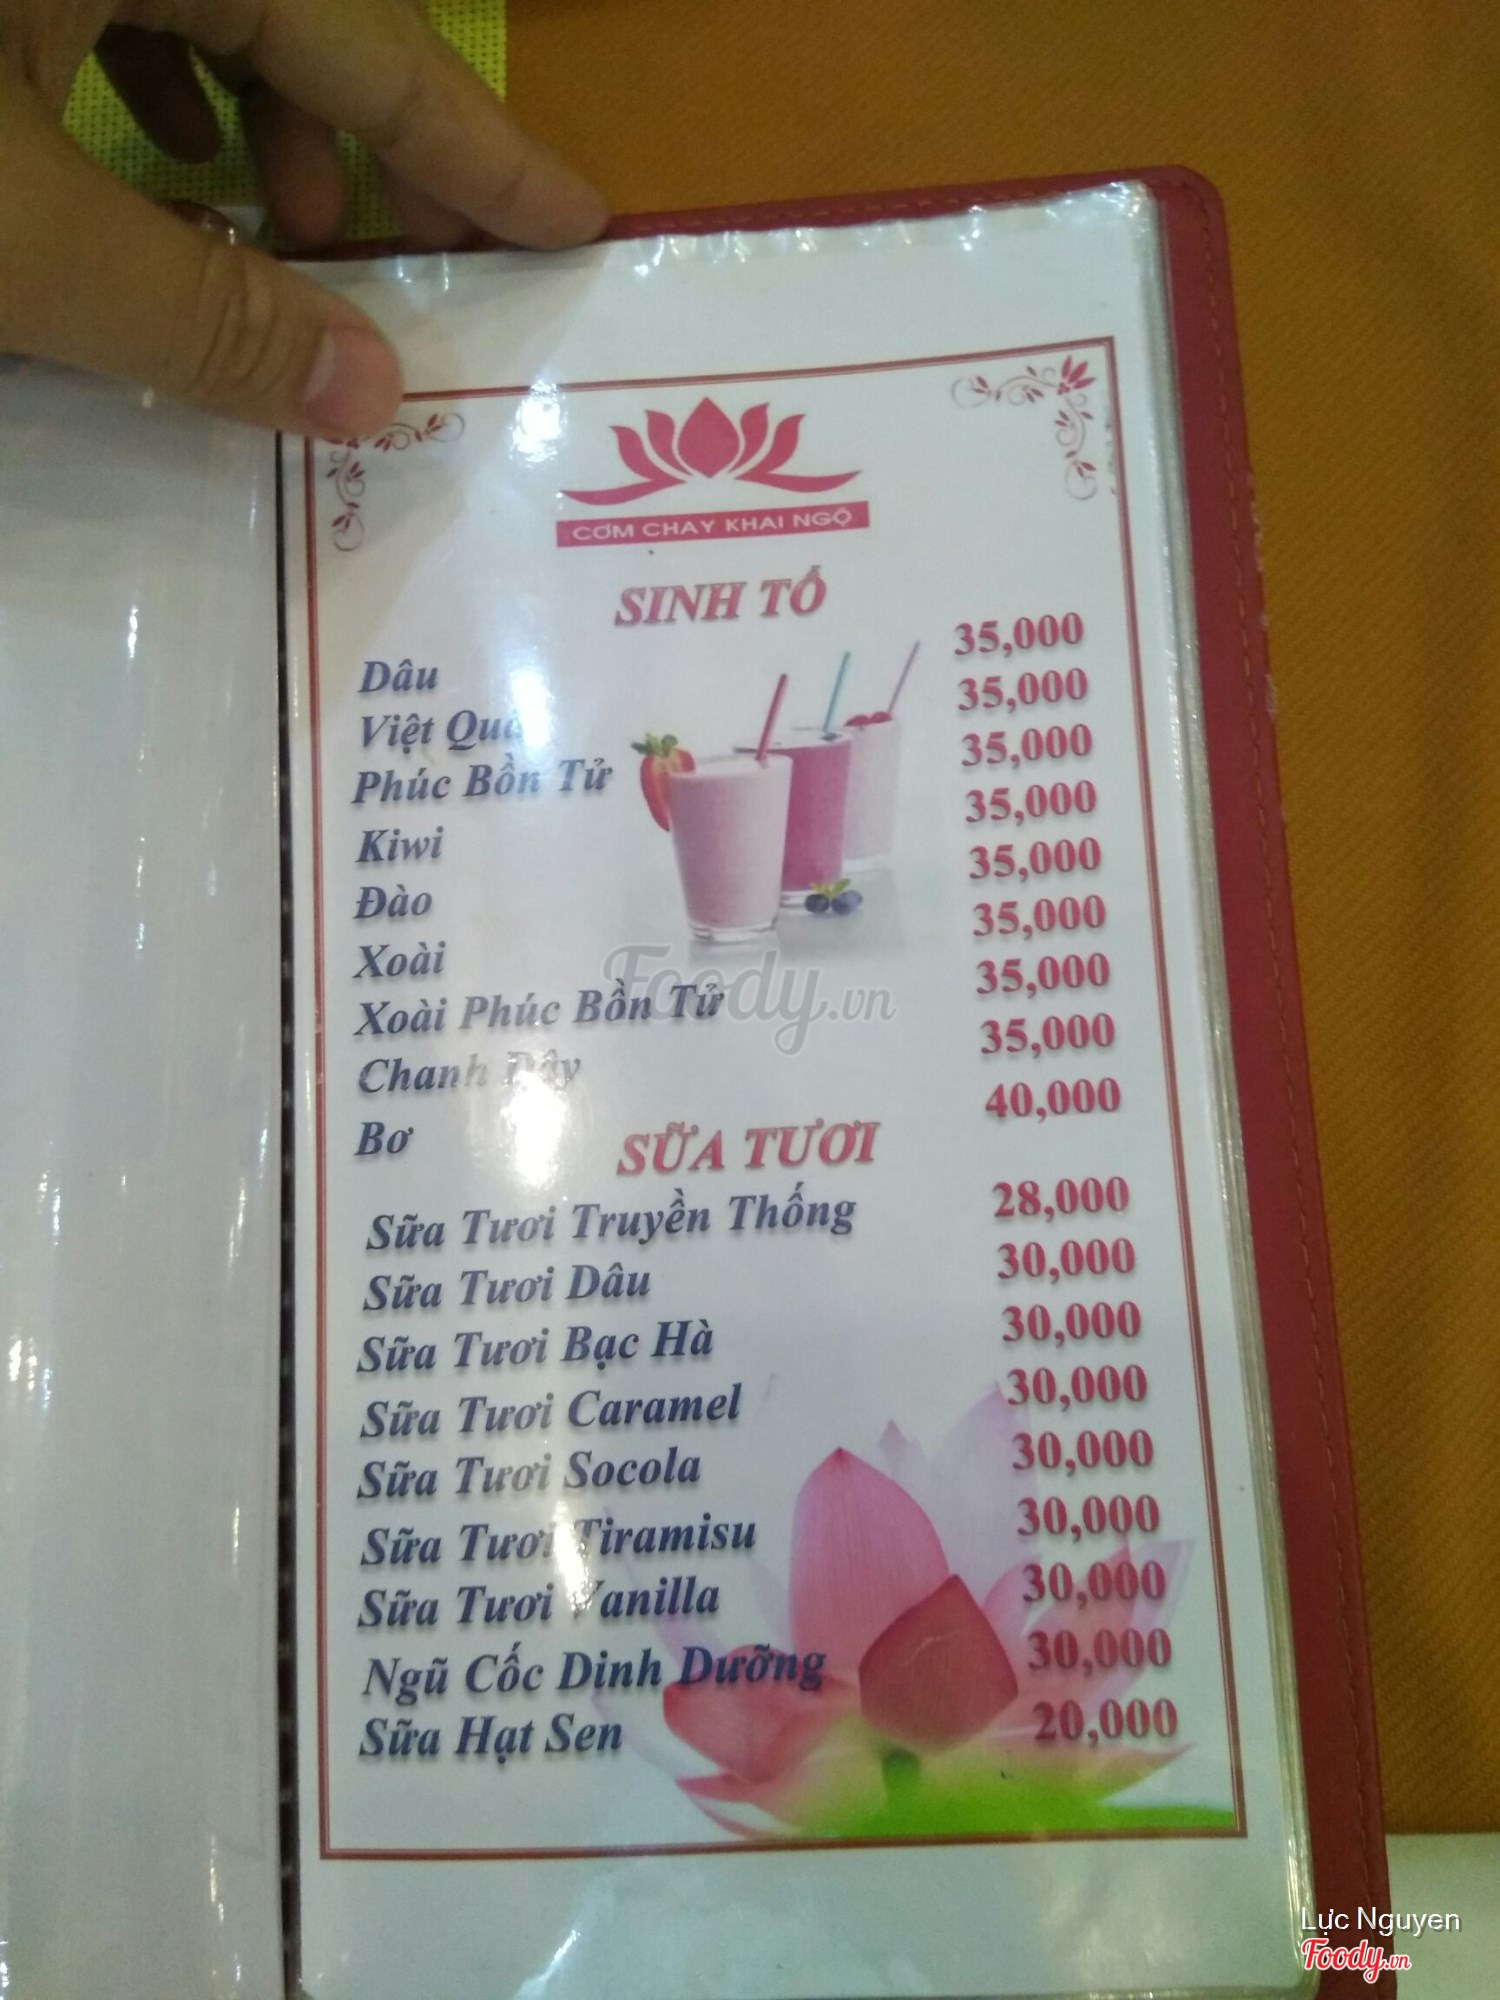 CƠM CHAY KHAI NGỘ
SINH TỐ
Dâu 35,000
Việt Quất 35,000
Phúc Bồn Tử 35,000
Kiwi 35,000
Đào 35,000
Xoài 35,000
Xoài Phúc Bồn Tử 35,000
Chanh Dây 35,000
Bơ 40,000
SỮA TƯƠI
Sữa Tươi Truyền Thống 28,000
Sữa Tươi Dâu 30,000
Sữa Tươi Bạc Hà 30,000
Sữa Tươi Caramel 30,000
Sữa Tươi Socola 30,000
Sữa Tươi Tiramisu 30,000
Sữa Tươi Vanilla 30,000
Ngũ Cốc Dinh Dưỡng 30,000
Sữa Hạt Sen 20,000
Foody.vn
Lực Nguyen
Foody.vn